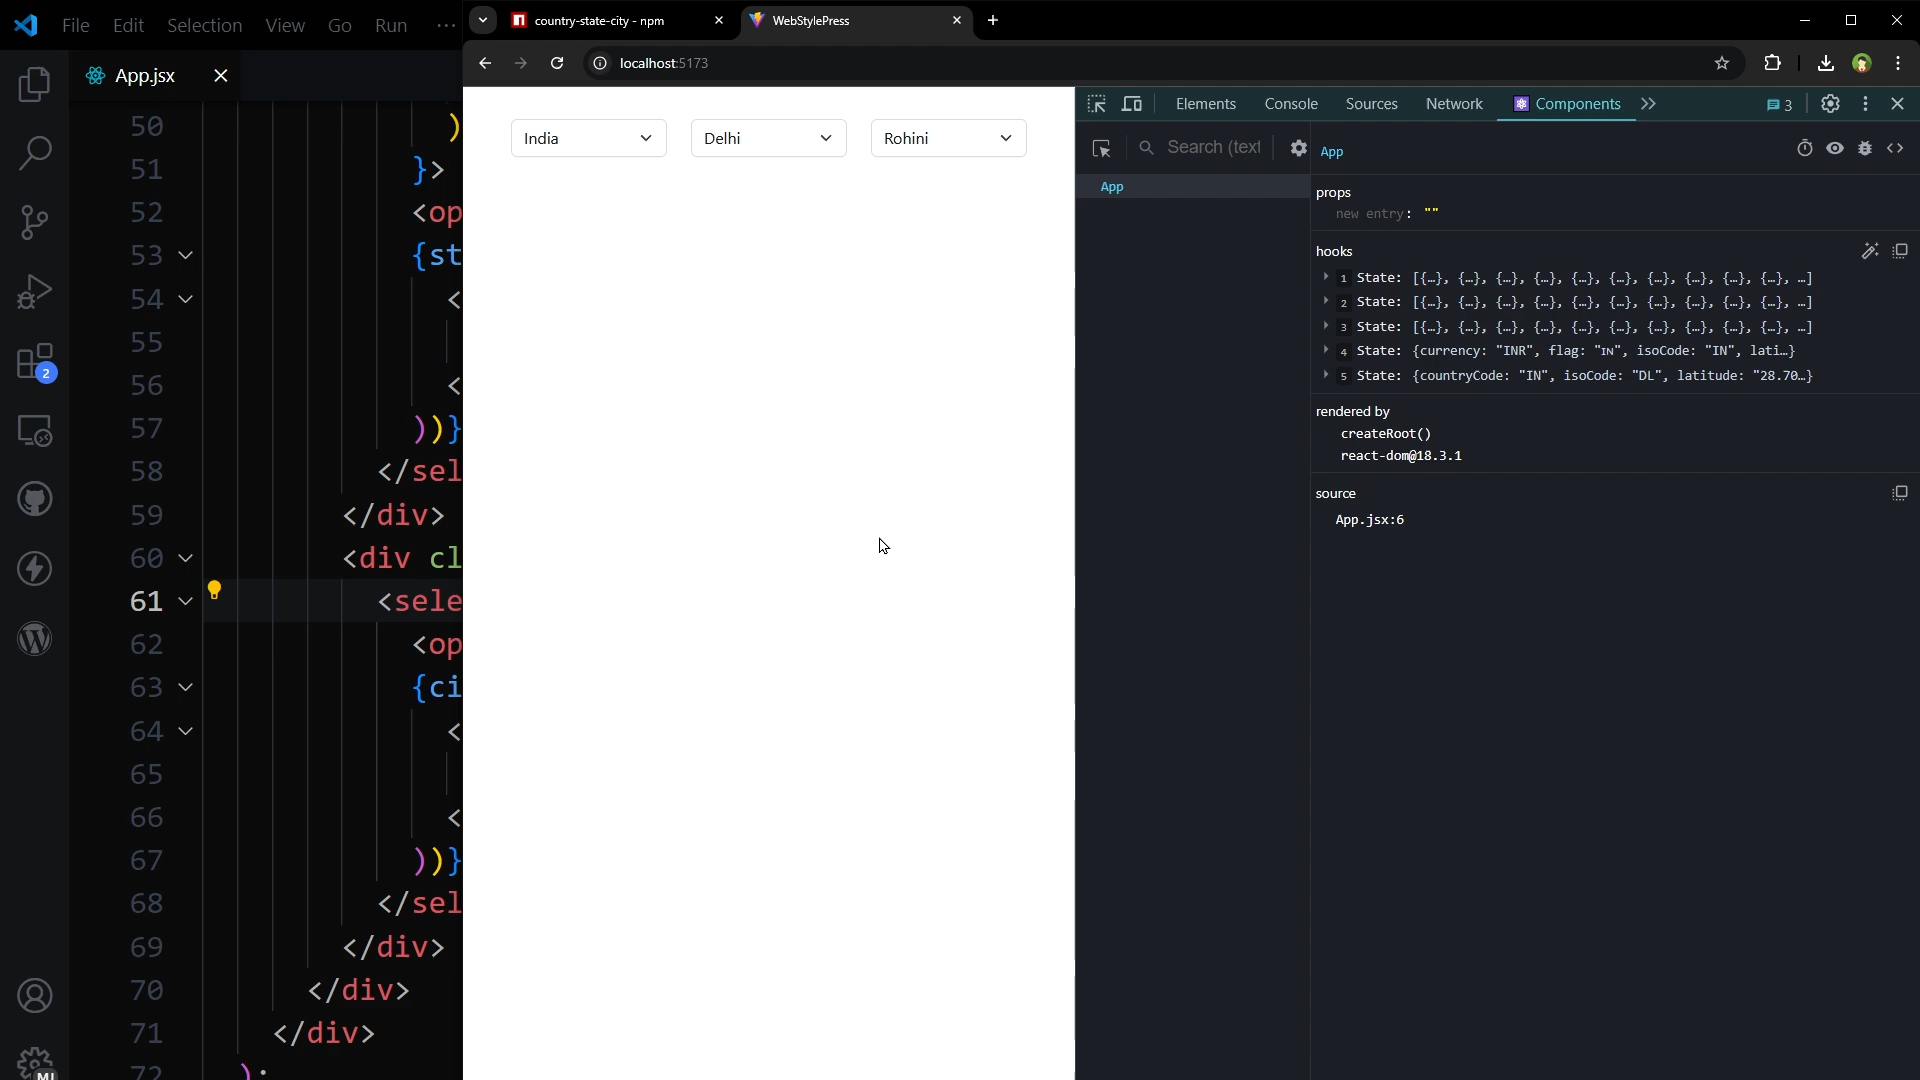 File Edit Selection View Go Run ···
country-state-city - npm
WebStylePress
localhost:5173
App.jsx
50 )
51 }>
52 <op
53 {st
54 <
55
56 <
57 ))}
58 </sel
59 </div>
60 <div cl
61 <sele
62 <op
63 {ci
64 <
65
66 <
67 ))}
68 </sel
69 </div>
70 </div>
71 </div>
72 );
2
MI
India
Delhi
Rohini
Elements Console Sources Network Components 3
Search (text
App
App
props
new entry: ""
hooks
1 State: [{…}, {…}, {…}, {…}, {…}, {…}, {…}, {…}, {…}, {…}, …]
2 State: [{…}, {…}, {…}, {…}, {…}, {…}, {…}, {…}, {…}, {…}, …]
3 State: [{…}, {…}, {…}, {…}, {…}, {…}, {…}, {…}, {…}, {…}, …]
4 State: {currency: "INR", flag: "🇮🇳", isoCode: "IN", lati…}
5 State: {countryCode: "IN", isoCode: "DL", latitude: "28.70…}
rendered by
createRoot()
react-dom@18.3.1
source
App.jsx:6